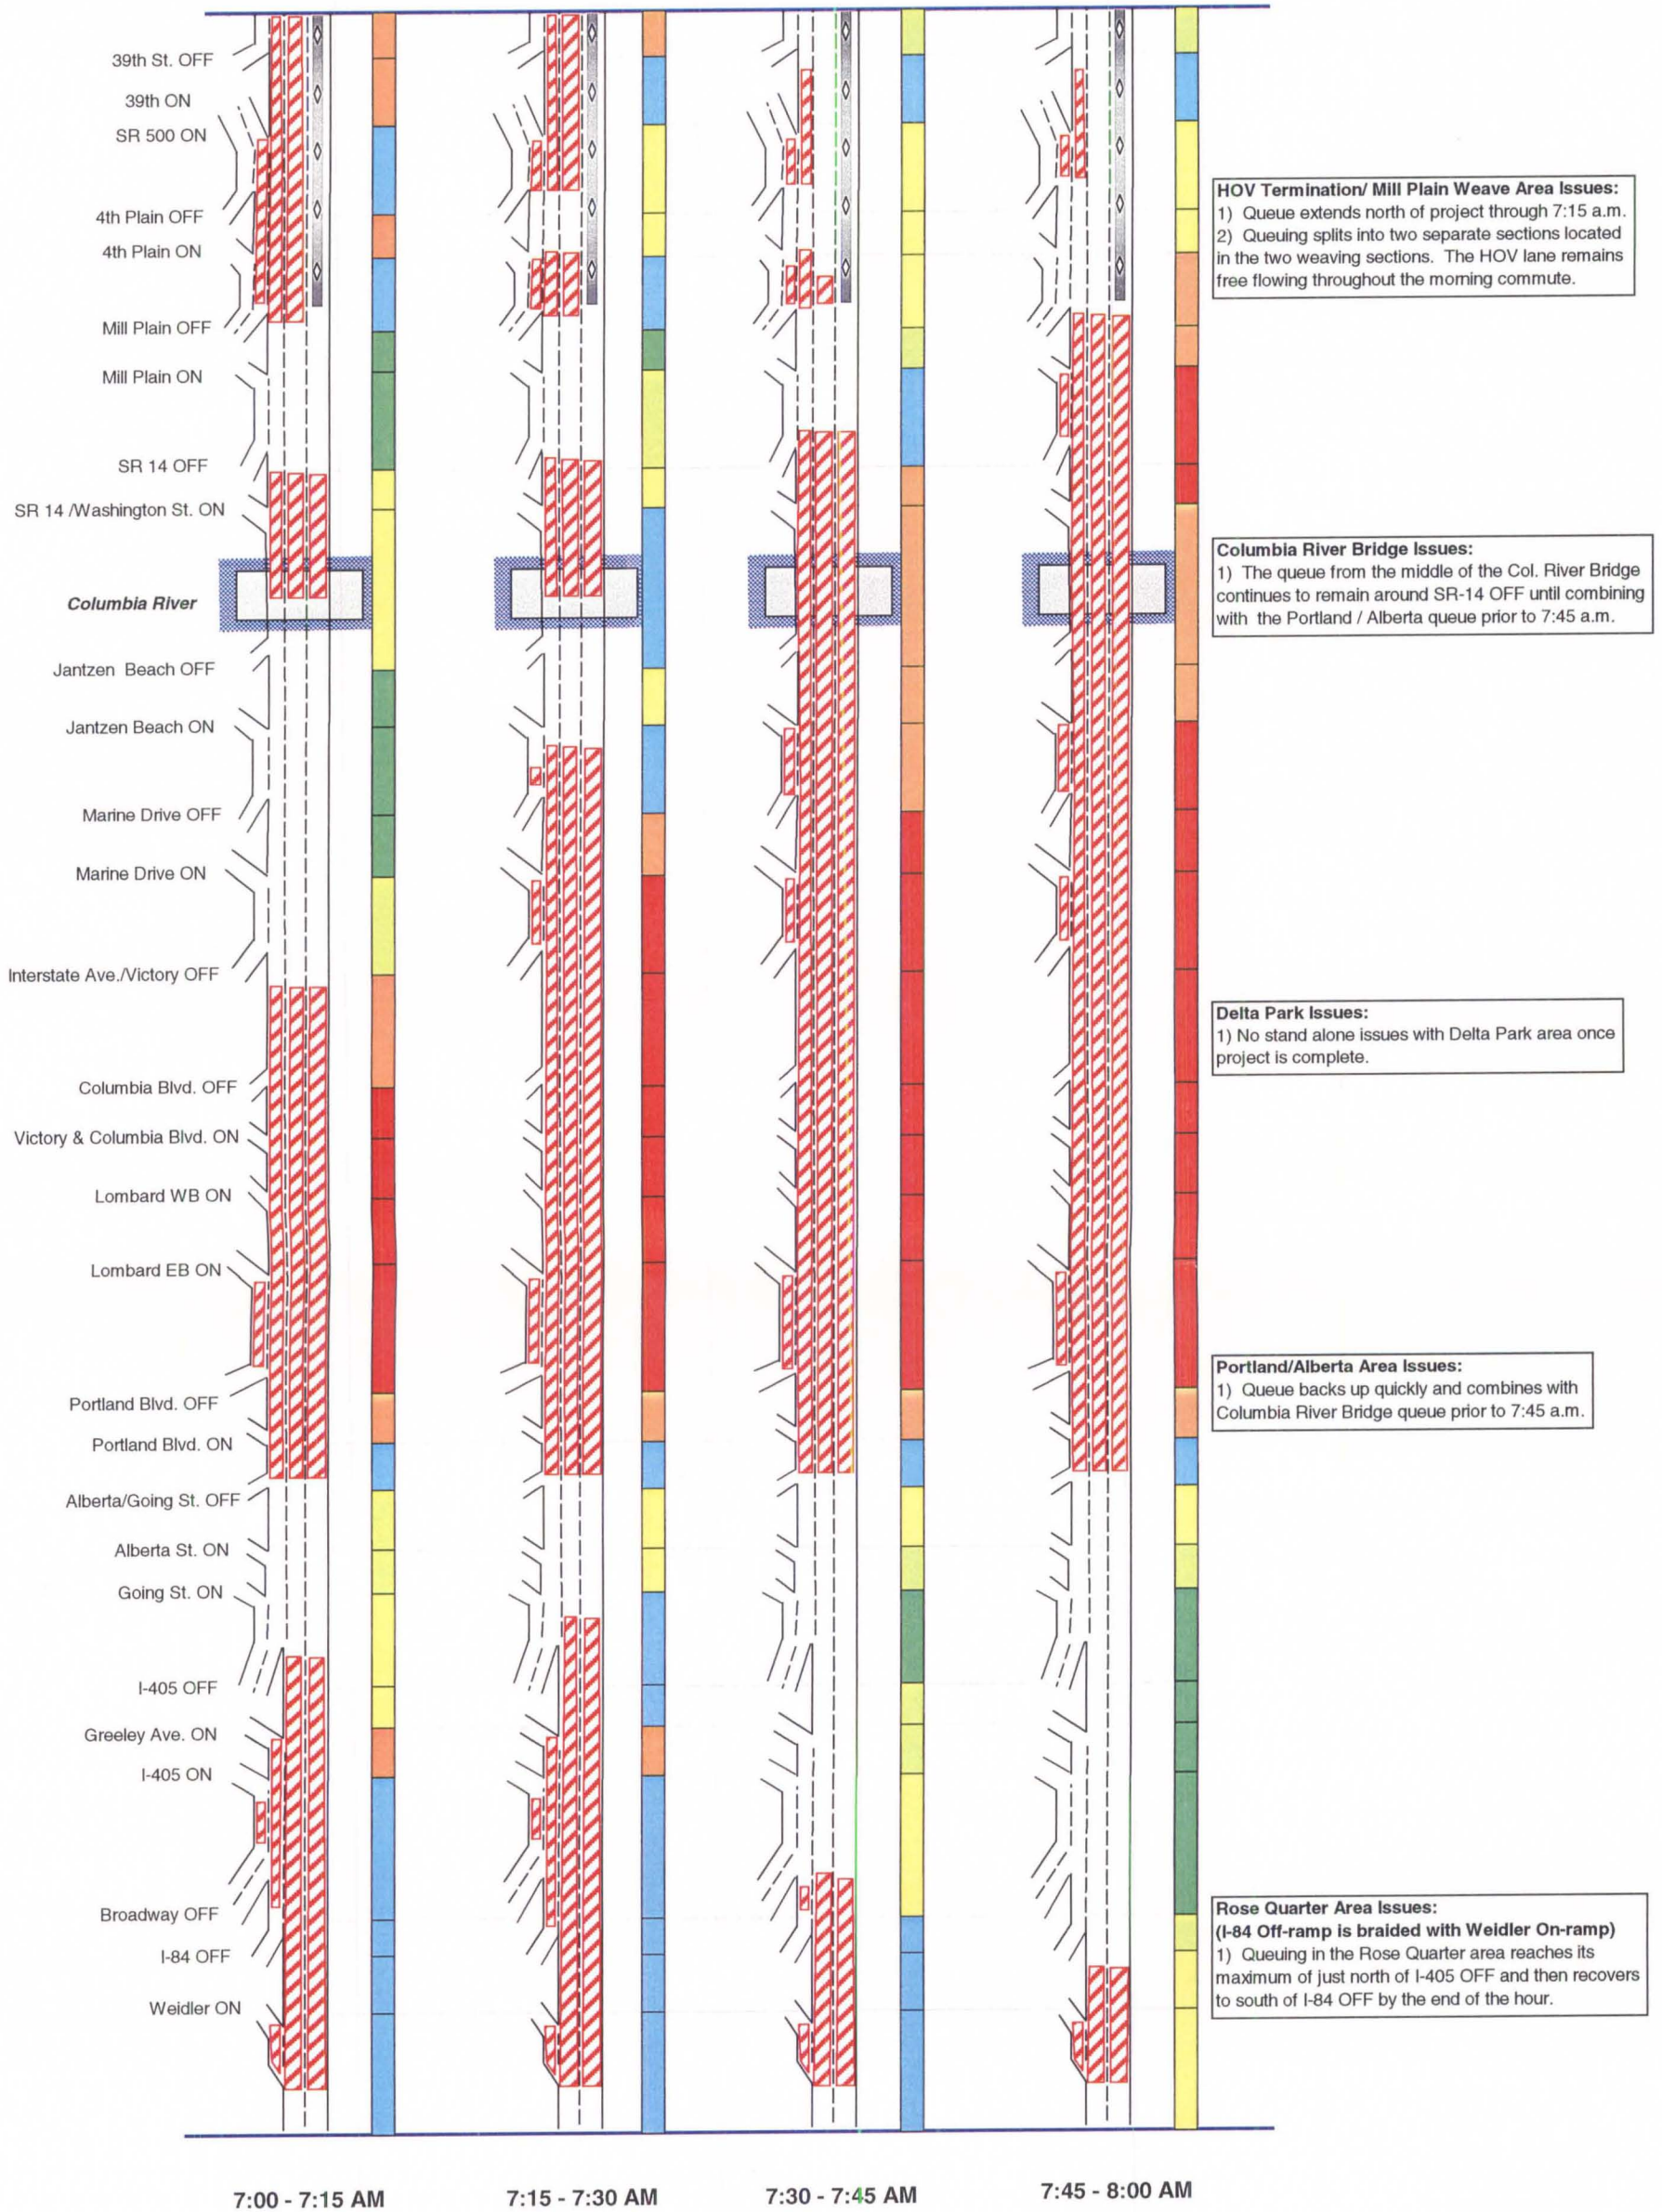 39th St. OFF
39th ON
SR 500 ON
4th Plain OFF
4th Plain ON
Mill Plain OFF
Mill Plain ON
SR 14 OFF
SR 14 /Washington St. ON
Columbia River
Jantzen Beach OFF
Jantzen Beach ON
Marine Drive OFF
Marine Drive ON
Interstate Ave./Victory OFF
Columbia Blvd. OFF
Victory & Columbia Blvd. ON
Lombard WB ON
Lombard EB ON
Portland Blvd. OFF
Portland Blvd. ON
Alberta/Going St. OFF
Alberta St. ON
Going St. ON
I-405 OFF
Greeley Ave. ON
I-405 ON
Broadway OFF
I-84 OFF
Weidler ON
HOV Termination/ Mill Plain Weave Area Issues:
1) Queue extends north of project through 7:15 a.m.
2) Queuing splits into two separate sections located
in the two weaving sections. The HOV lane remains
free flowing throughout the morning commute.
Columbia River Bridge Issues:
1) The queue from the middle of the Col. River Bridge
continues to remain around SR-14 OFF until combining
with the Portland / Alberta queue prior to 7:45 a.m.
Delta Park Issues:
1) No stand alone issues with Delta Park area once
project is complete.
Portland/Alberta Area Issues:
1) Queue backs up quickly and combines with
Columbia River Bridge queue prior to 7:45 a.m.
Rose Quarter Area Issues:
(I-84 Off-ramp is braided with Weidler On-ramp)
1) Queuing in the Rose Quarter area reaches its
maximum of just north of I-405 OFF and then recovers
to south of I-84 OFF by the end of the hour.
7:00 - 7:15 AM
7:15 - 7:30 AM
7:30 - 7:45 AM
7:45 - 8:00 AM